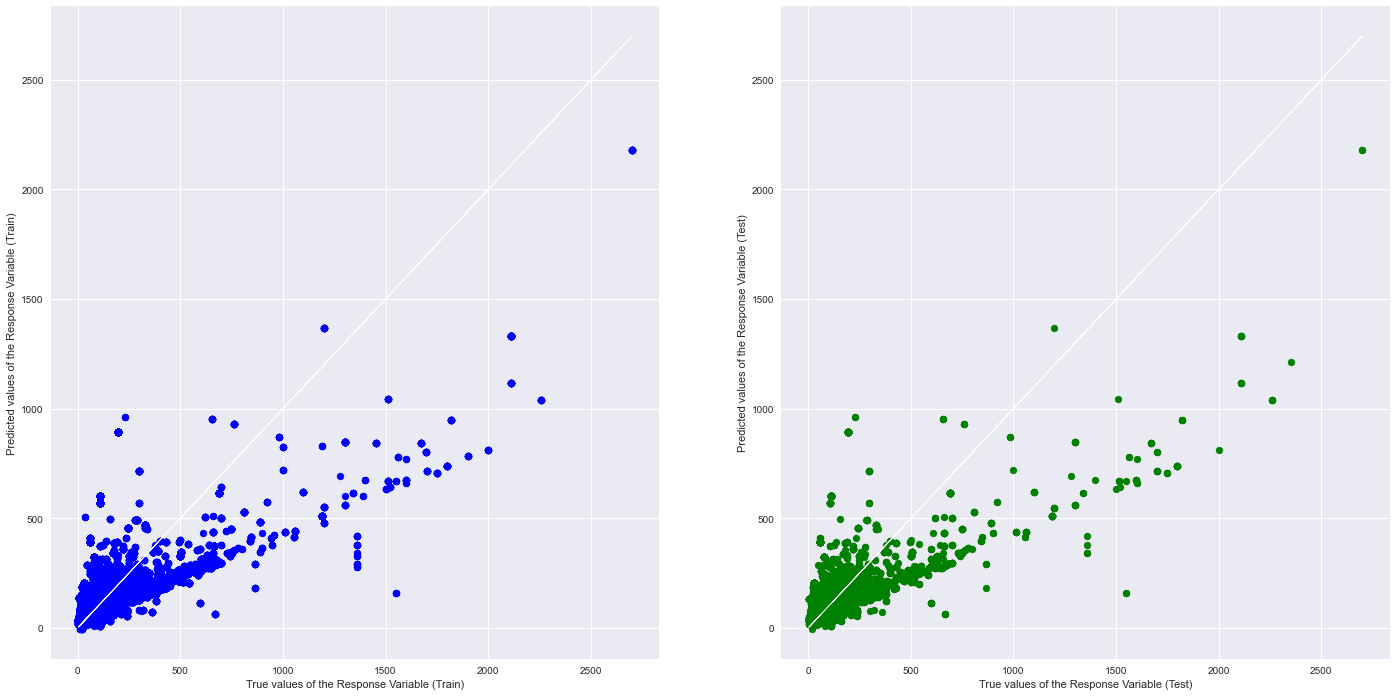 2500
2000
1500
1000
500
0
Predicted values of the Response Variable (Train)
0 500 1000 1500 2000 2500
True values of the Response Variable (Train)
2500
2000
1500
1000
500
0
Predicted values of the Response Variable (Test)
0 500 1000 1500 2000 2500
True values of the Response Variable (Test)